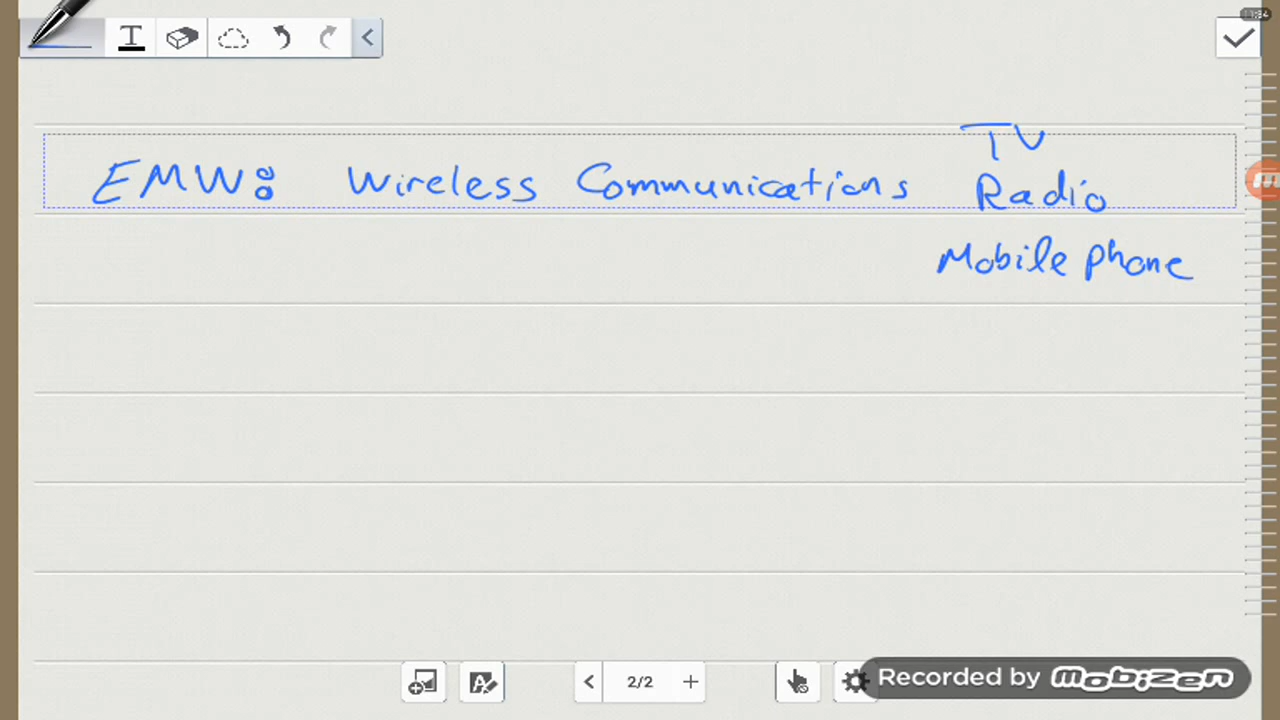 T
TV
EMW: Wireless Communications Radio
Mobile phone
2/2
Recorded by mobizen